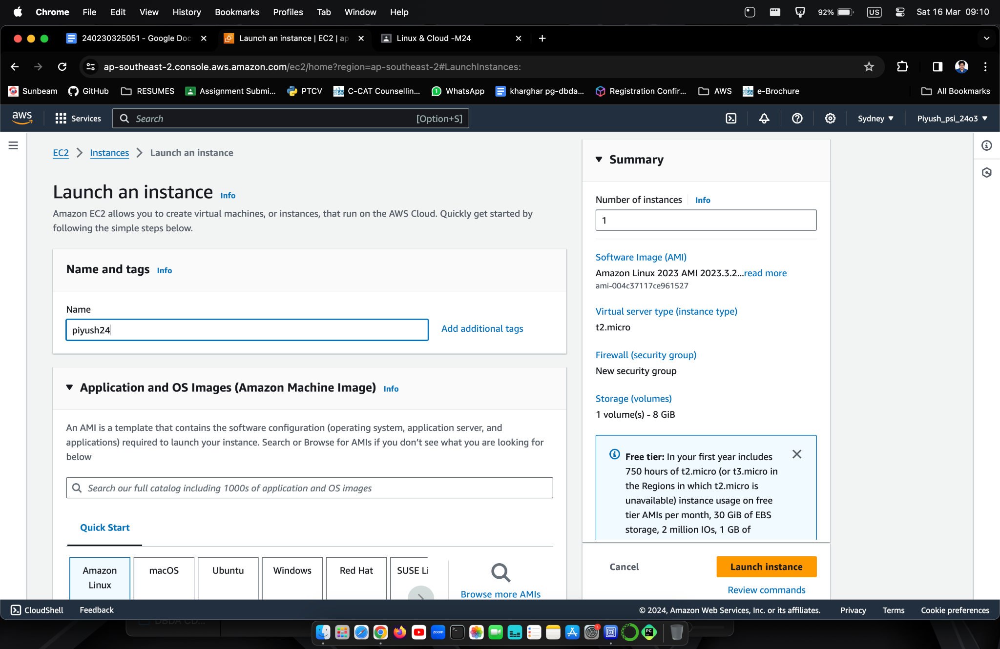 Chrome File Edit View History Bookmarks Profiles Tab Window Help 92% US Sat 16 Mar 09:10
240230325051 - Google Doc Launch an instance | EC2 | ap Linux & Cloud -M24
ap-southeast-2.console.aws.amazon.com/ec2/home?region=ap-southeast-2#LaunchInstances:
Sunbeam GitHub RESUMES Assignment Submi... PTCV C-CAT Counsellin... 1 WhatsApp kharghar pg-dbda... Registration Confir... AWS e-Brochure All Bookmarks
aws Services Search [Option+S] Sydney Piyush_psi_24o3
EC2 Instances Launch an instance
Launch an instance Info
Amazon EC2 allows you to create virtual machines, or instances, that run on the AWS Cloud. Quickly get started by
following the simple steps below.
Name and tags Info
Name
piyush24
Add additional tags
Application and OS Images (Amazon Machine Image) Info
An AMI is a template that contains the software configuration (operating system, application server, and
applications) required to launch your instance. Search or Browse for AMIs if you don’t see what you are looking for
below
Search our full catalog including 1000s of application and OS images
Quick Start
Amazon
Linux
macOS
Ubuntu
Windows
Red Hat
SUSE Li
Browse more AMIs
Summary
Number of instances Info
1
Software Image (AMI)
Amazon Linux 2023 AMI 2023.3.2...read more
ami-004c37117ce961527
Virtual server type (instance type)
t2.micro
Firewall (security group)
New security group
Storage (volumes)
1 volume(s) - 8 GiB
Free tier: In your first year includes
750 hours of t2.micro (or t3.micro in
the Regions in which t2.micro is
unavailable) instance usage on free
tier AMIs per month, 30 GiB of EBS
storage, 2 million IOs, 1 GB of
Cancel
Launch instance
Review commands
CloudShell Feedback © 2024, Amazon Web Services, Inc. or its affiliates. Privacy Terms Cookie preferences
DBDA CD...
zoom
1
PC